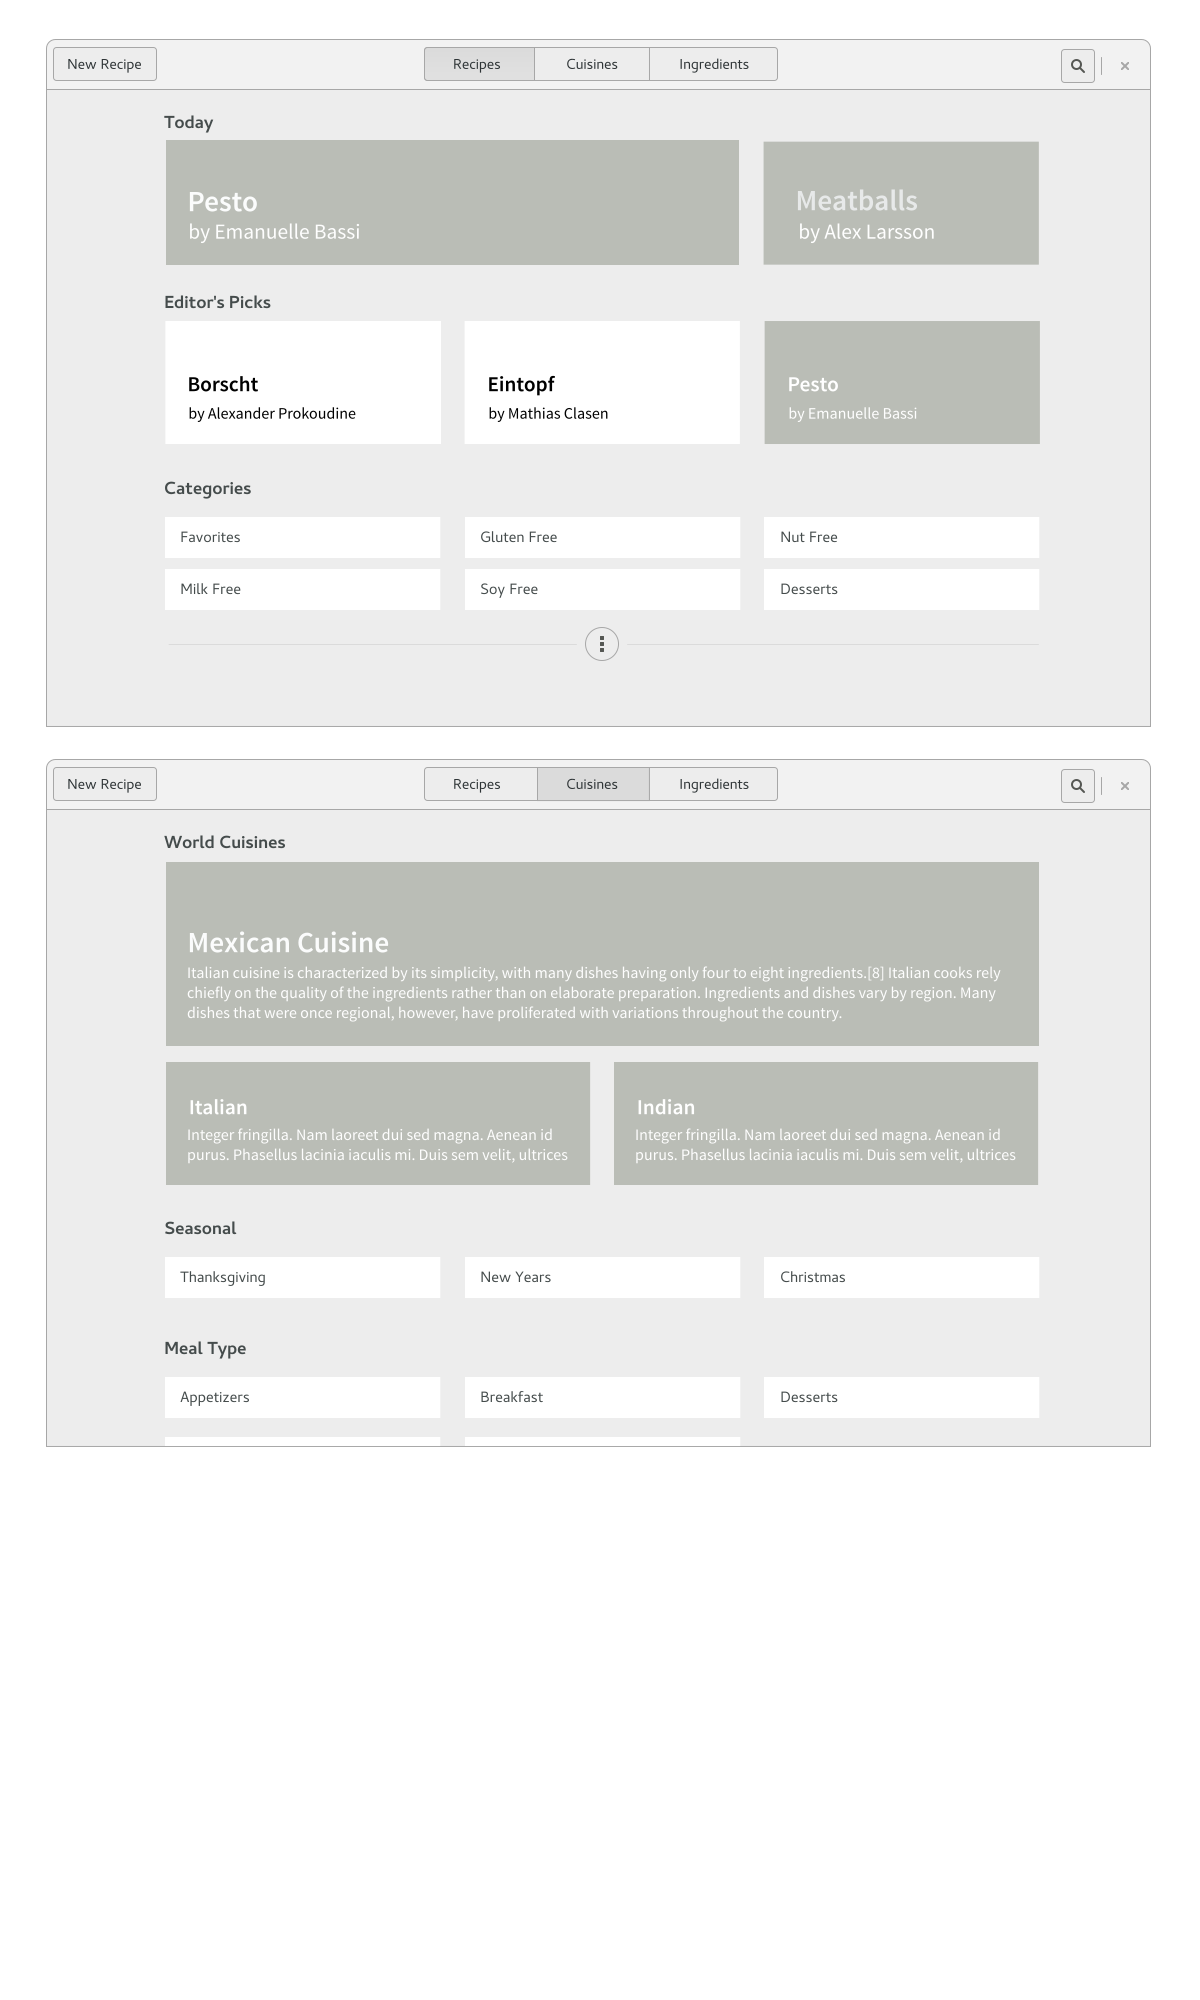 New Recipe
Recipes
Cuisines
Ingredients
Today
Pesto
by Emanuelle Bassi
Meatballs
by Alex Larsson
Editor's Picks
Borscht
by Alexander Prokoudine
Eintopf
by Mathias Clasen
Pesto
by Emanuelle Bassi
Categories
Favorites
Gluten Free
Nut Free
Milk Free
Soy Free
Desserts
New Recipe
Recipes
Cuisines
Ingredients
World Cuisines
Mexican Cuisine
Italian cuisine is characterized by its simplicity, with many dishes having only four to eight ingredients.[8] Italian cooks rely
chiefly on the quality of the ingredients rather than on elaborate preparation. Ingredients and dishes vary by region. Many
dishes that were once regional, however, have proliferated with variations throughout the country.
Italian
Integer fringilla. Nam laoreet dui sed magna. Aenean id
purus. Phasellus lacinia iaculis mi. Duis sem velit, ultrices
Indian
Integer fringilla. Nam laoreet dui sed magna. Aenean id
purus. Phasellus lacinia iaculis mi. Duis sem velit, ultrices
Seasonal
Thanksgiving
New Years
Christmas
Meal Type
Appetizers
Breakfast
Desserts